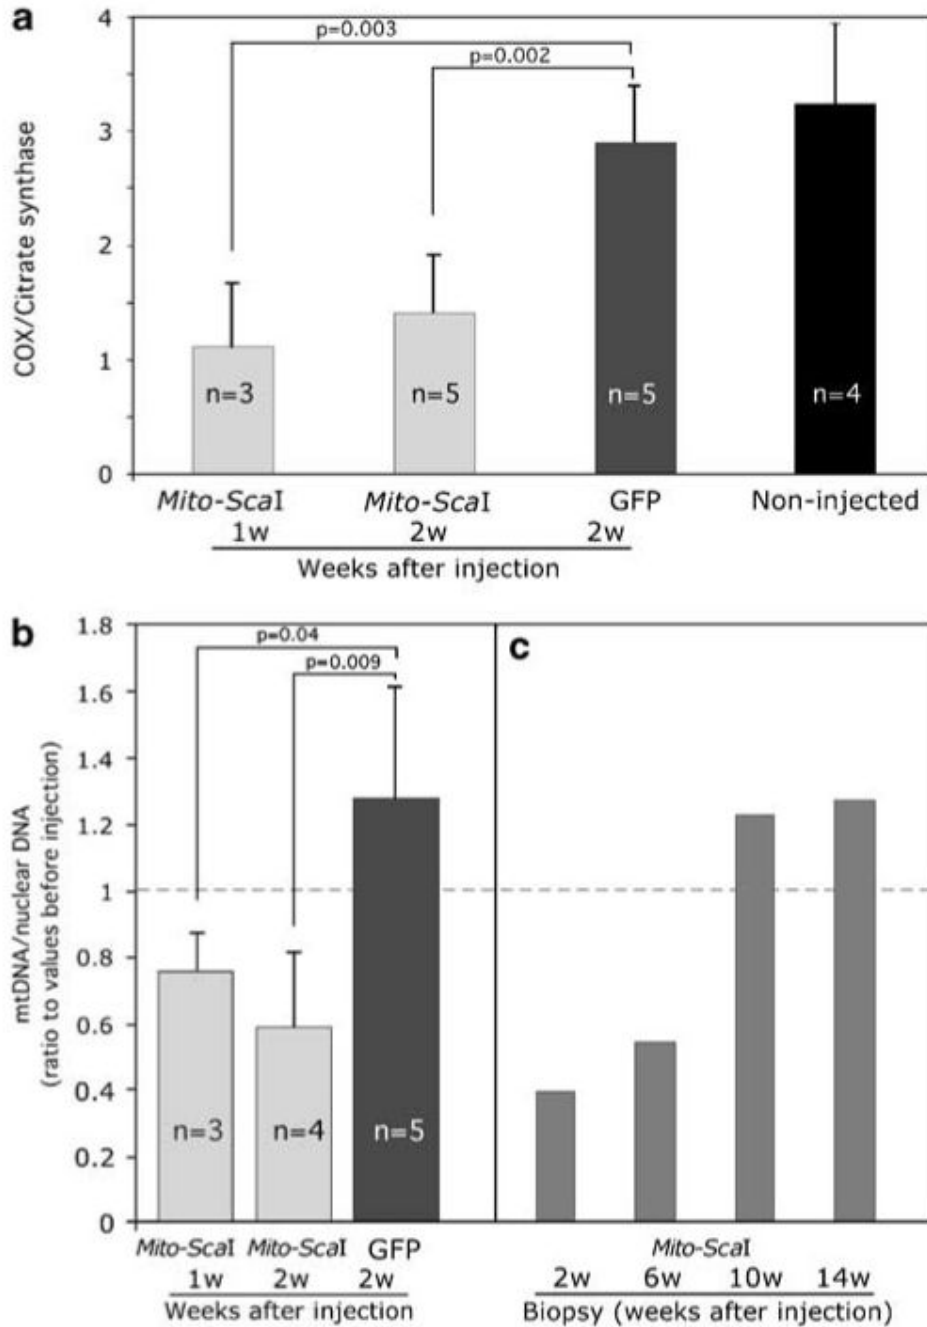 a
4
p=0.003
p=0.002
3
COX/Citrate synthase
2
1
n=3
n=5
n=5
n=4
0
Mito-ScaI
Mito-ScaI
GFP
Non-injected
1w
2w
2w
Weeks after injection
b
1.8
p=0.04
c
p=0.009
1.6
1.4
1.2
mtDNA/nuclear DNA
(ratio to values before injection)
1
0.8
0.6
0.4
n=3
n=4
n=5
0.2
0
Mito-ScaI
Mito-ScaI
GFP
Mito-ScaI
1w
2w
2w
2w
6w
10w
14w
Weeks after injection
Biopsy (weeks after injection)